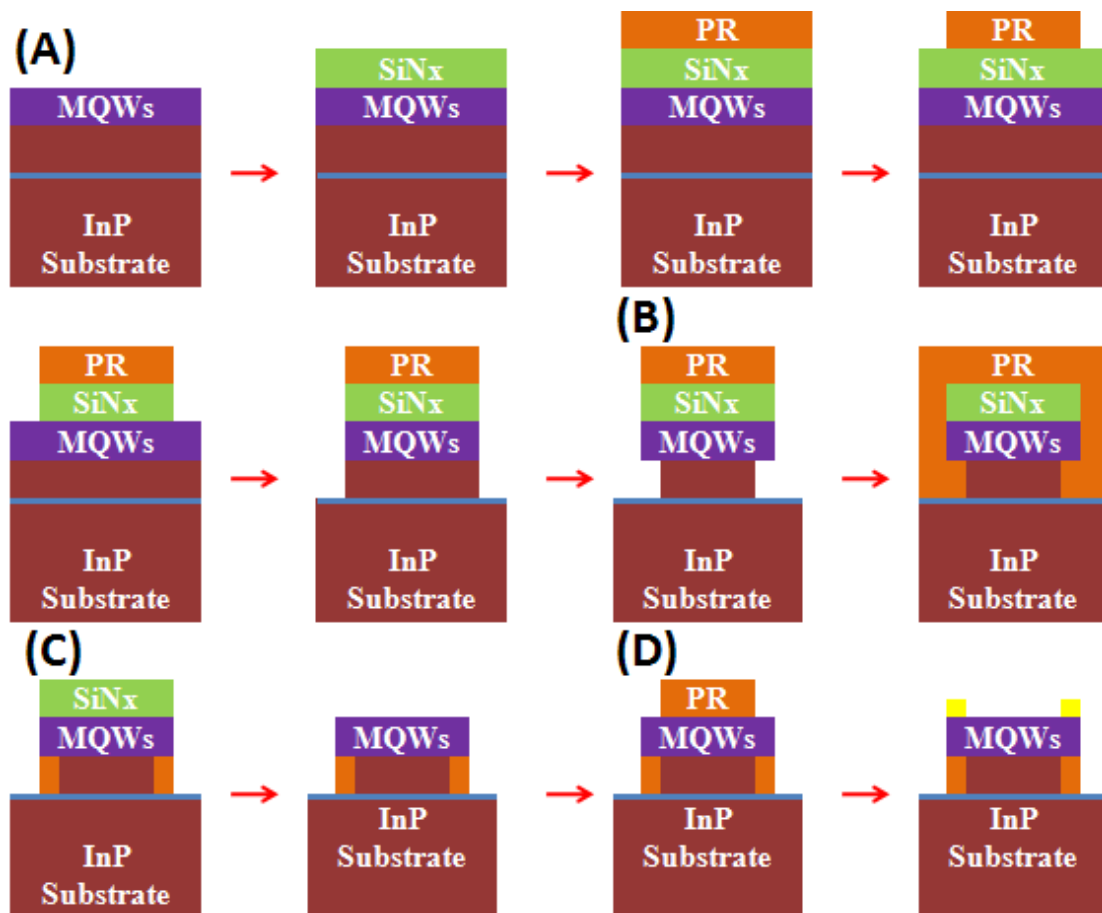 (A)
MQWs
InP
Substrate
SiNx
MQWs
InP
Substrate
PR
SiNx
MQWs
InP
Substrate
PR
SiNx
MQWs
InP
Substrate
PR
SiNx
MQWs
InP
Substrate
PR
SiNx
MQWs
InP
Substrate
(B)
PR
SiNx
MQWs
InP
Substrate
PR
SiNx
MQWs
InP
Substrate
(C)
SiNx
MQWs
InP
Substrate
MQWs
InP
Substrate
(D)
PR
MQWs
InP
Substrate
MQWs
InP
Substrate